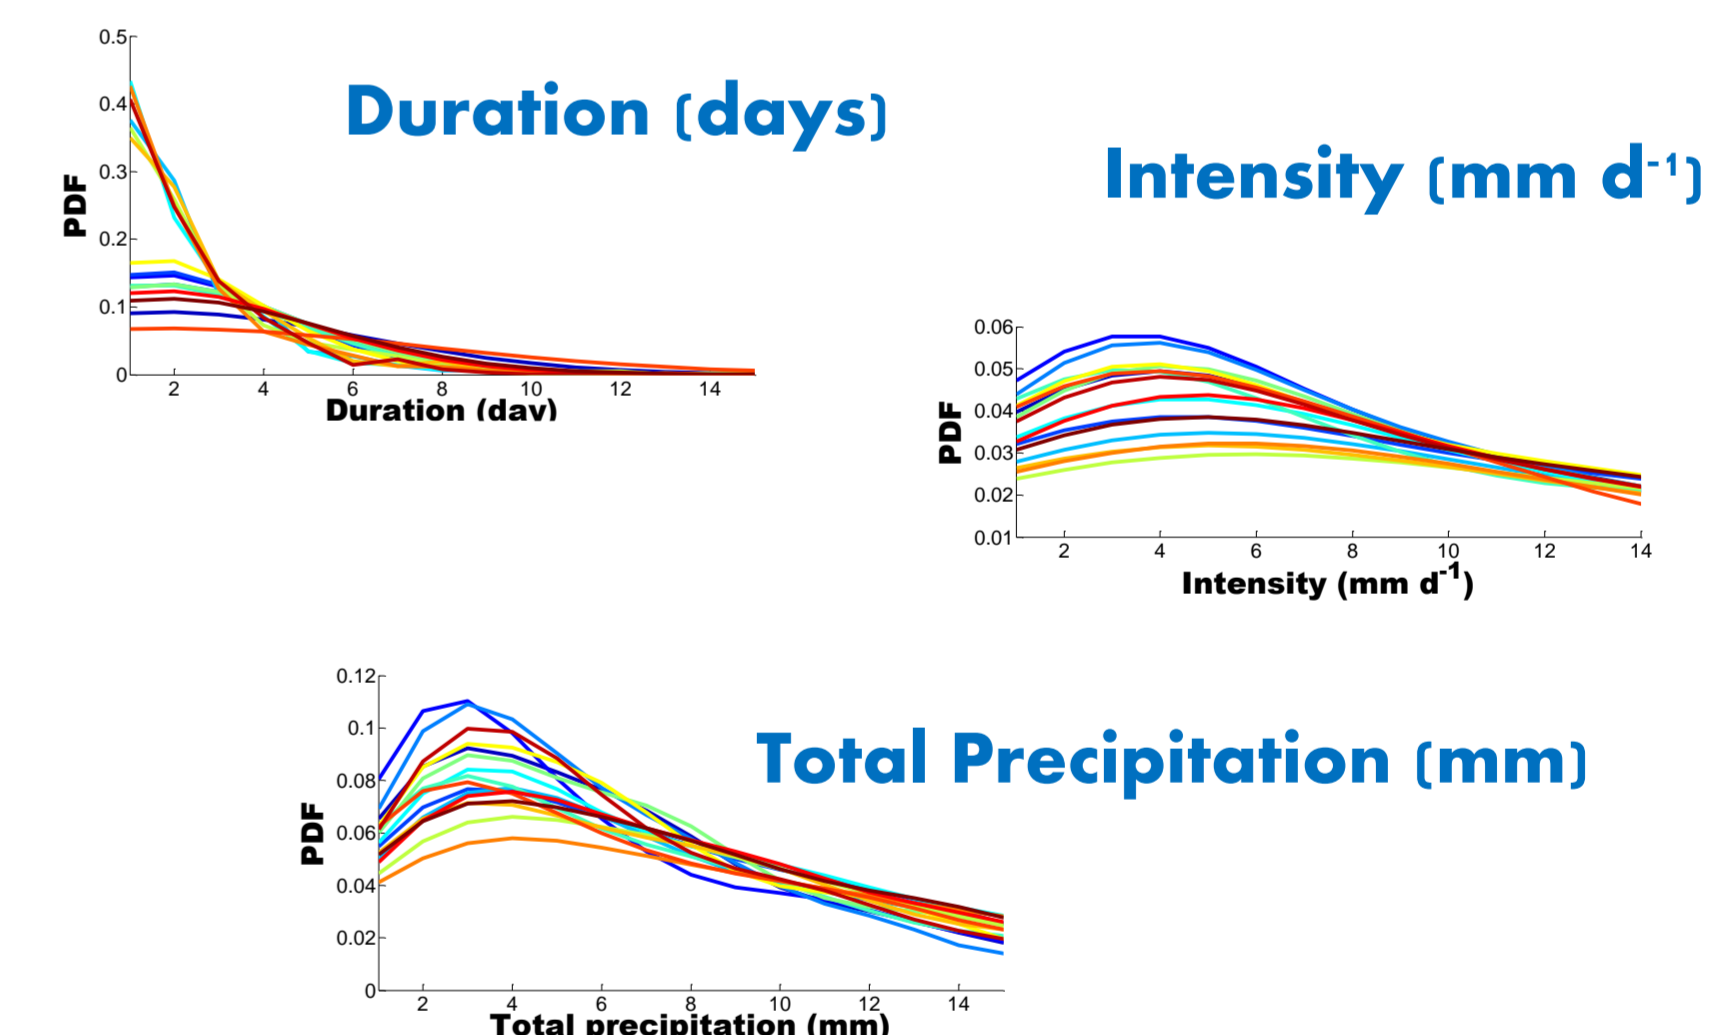 0.5
0.4
0.3
0.2
0.1
0
PDF
2 4 6 8 10 12 14
Duration (day)
Duration (days)
Intensity (mm d-1)
0.06
0.05
0.04
0.03
0.02
0.01
PDF
2 4 6 8 10 12 14
Intensity (mm d-1)
0.12
0.1
0.08
0.06
0.04
0.02
0
PDF
2 4 6 8 10 12 14
Total precipitation (mm)
Total Precipitation (mm)